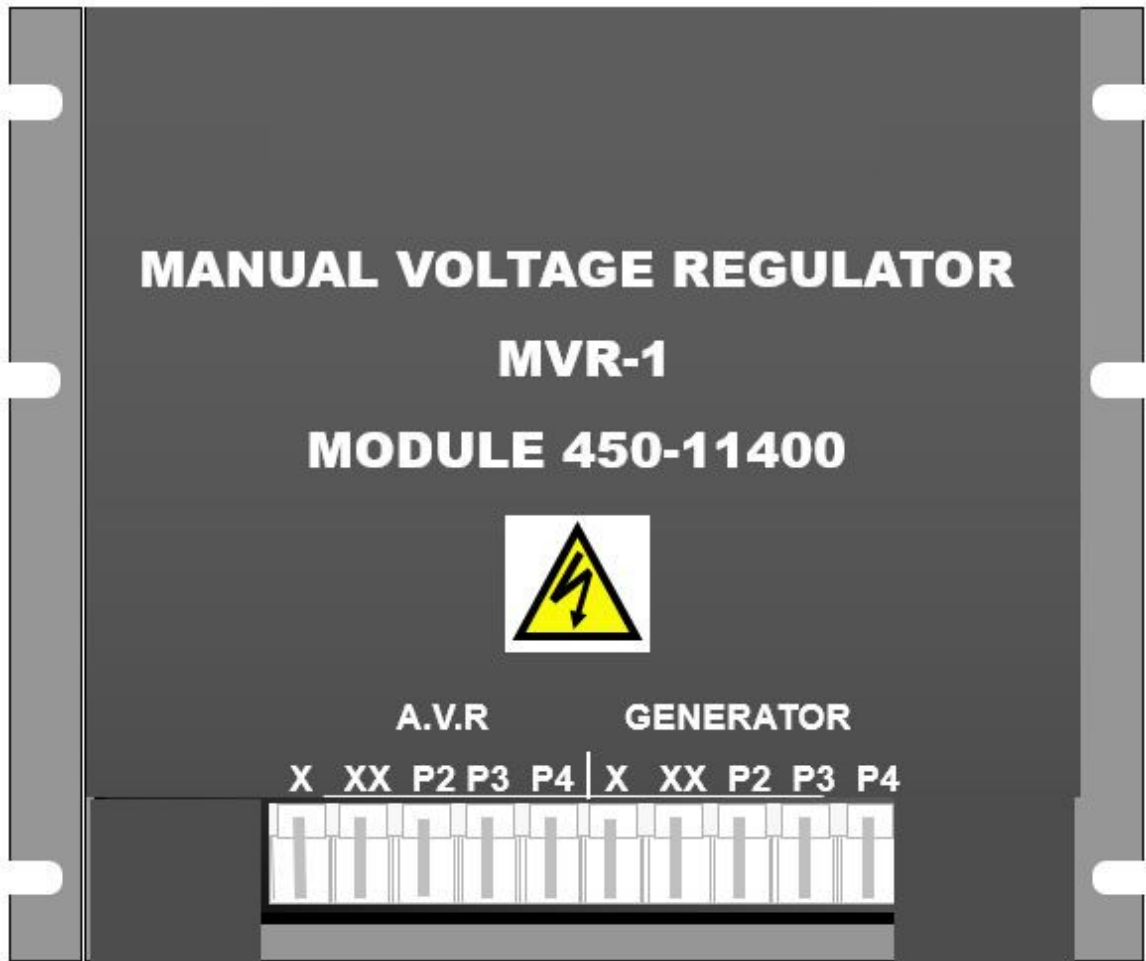 MANUAL VOLTAGE REGULATOR
MVR-1
MODULE 450-11400
A.V.R GENERATOR
X XX P2 P3 P4 X XX P2 P3 P4